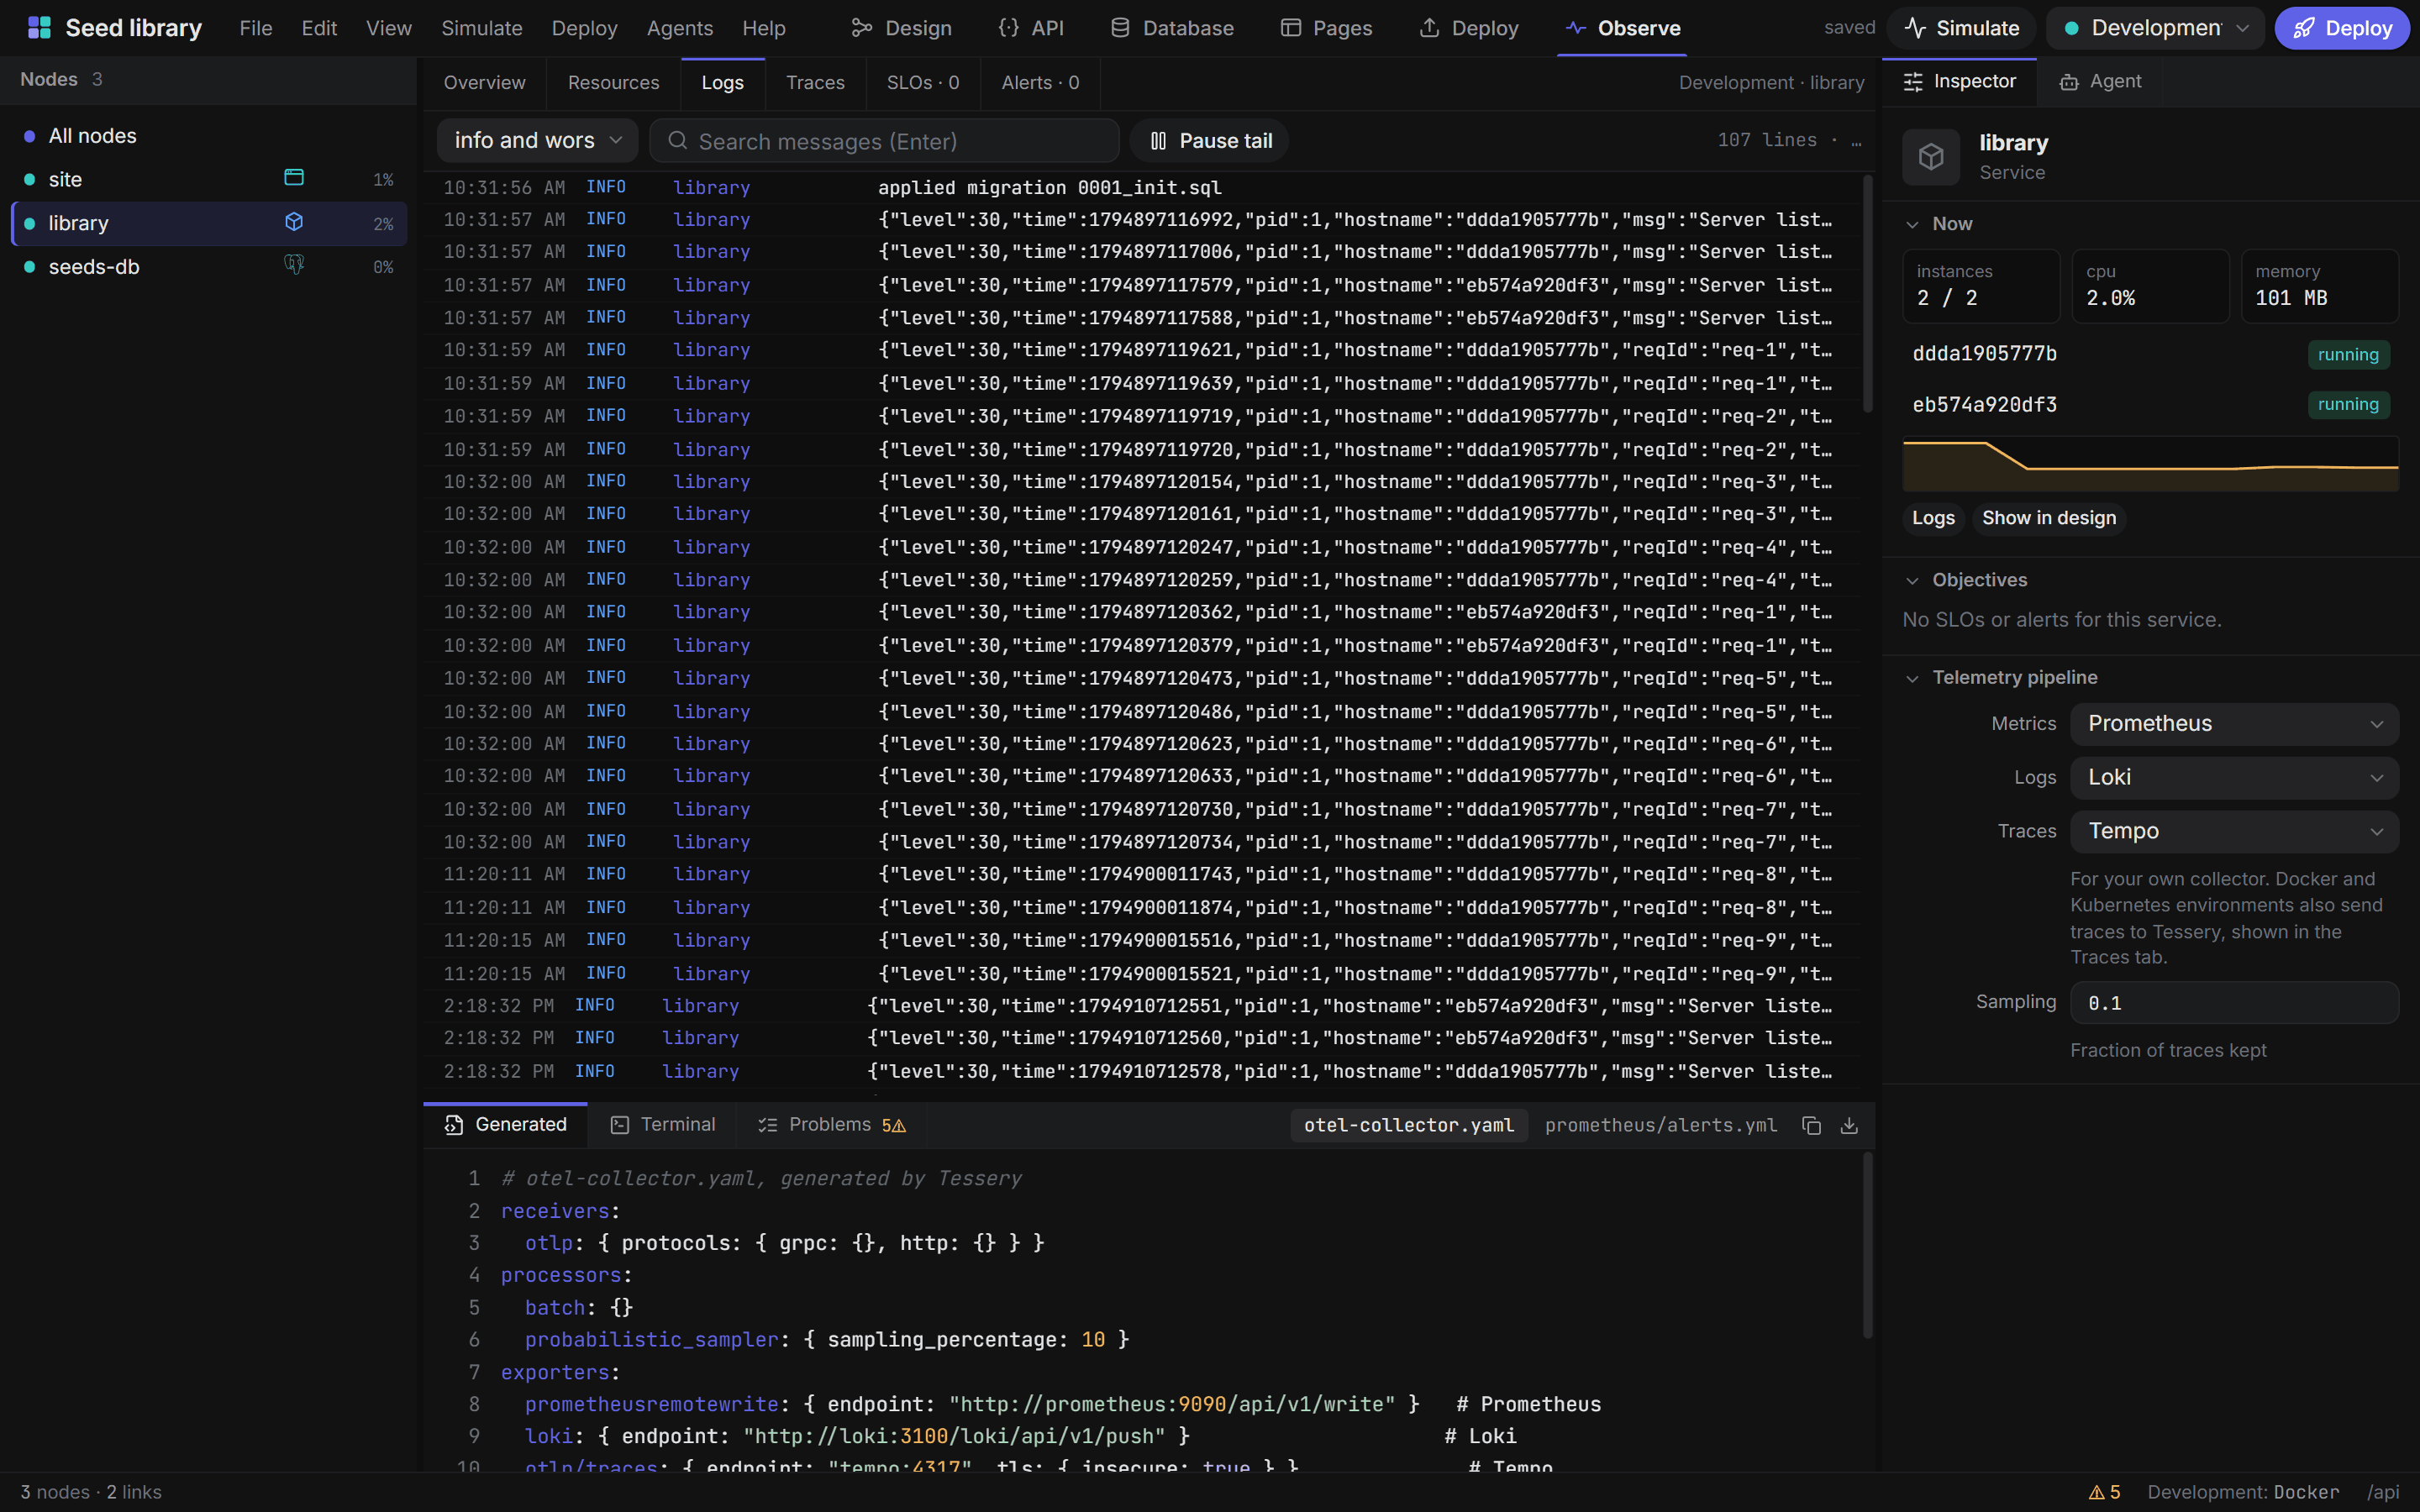 Seed library File Edit View Simulate Deploy Agents Help Design API Database Pages Deploy Observe saved Simulate Development Deploy
Nodes 3
All nodes
site 1%
library 2%
seeds-db 0%
Overview Resources Logs Traces SLOs · 0 Alerts · 0 Development · library
info and wors Search messages (Enter) Pause tail 107 lines · …
10:31:56 AM INFO library applied migration 0001_init.sql
10:31:57 AM INFO library {"level":30,"time":1794897116992,"pid":1,"hostname":"ddda1905777b","msg":"Server list…
10:31:57 AM INFO library {"level":30,"time":1794897117006,"pid":1,"hostname":"ddda1905777b","msg":"Server list…
10:31:57 AM INFO library {"level":30,"time":1794897117579,"pid":1,"hostname":"eb574a920df3","msg":"Server list…
10:31:57 AM INFO library {"level":30,"time":1794897117588,"pid":1,"hostname":"eb574a920df3","msg":"Server list…
10:31:59 AM INFO library {"level":30,"time":1794897119621,"pid":1,"hostname":"ddda1905777b","reqId":"req-1","t…
10:31:59 AM INFO library {"level":30,"time":1794897119639,"pid":1,"hostname":"ddda1905777b","reqId":"req-1","t…
10:31:59 AM INFO library {"level":30,"time":1794897119719,"pid":1,"hostname":"ddda1905777b","reqId":"req-2","t…
10:31:59 AM INFO library {"level":30,"time":1794897119720,"pid":1,"hostname":"ddda1905777b","reqId":"req-2","t…
10:32:00 AM INFO library {"level":30,"time":1794897120154,"pid":1,"hostname":"ddda1905777b","reqId":"req-3","t…
10:32:00 AM INFO library {"level":30,"time":1794897120161,"pid":1,"hostname":"ddda1905777b","reqId":"req-3","t…
10:32:00 AM INFO library {"level":30,"time":1794897120247,"pid":1,"hostname":"ddda1905777b","reqId":"req-4","t…
10:32:00 AM INFO library {"level":30,"time":1794897120259,"pid":1,"hostname":"ddda1905777b","reqId":"req-4","t…
10:32:00 AM INFO library {"level":30,"time":1794897120362,"pid":1,"hostname":"eb574a920df3","reqId":"req-1","t…
10:32:00 AM INFO library {"level":30,"time":1794897120379,"pid":1,"hostname":"eb574a920df3","reqId":"req-1","t…
10:32:00 AM INFO library {"level":30,"time":1794897120473,"pid":1,"hostname":"ddda1905777b","reqId":"req-5","t…
10:32:00 AM INFO library {"level":30,"time":1794897120486,"pid":1,"hostname":"ddda1905777b","reqId":"req-5","t…
10:32:00 AM INFO library {"level":30,"time":1794897120623,"pid":1,"hostname":"ddda1905777b","reqId":"req-6","t…
10:32:00 AM INFO library {"level":30,"time":1794897120633,"pid":1,"hostname":"ddda1905777b","reqId":"req-6","t…
10:32:00 AM INFO library {"level":30,"time":1794897120730,"pid":1,"hostname":"ddda1905777b","reqId":"req-7","t…
10:32:00 AM INFO library {"level":30,"time":1794897120734,"pid":1,"hostname":"ddda1905777b","reqId":"req-7","t…
11:20:11 AM INFO library {"level":30,"time":1794900011743,"pid":1,"hostname":"ddda1905777b","reqId":"req-8","t…
11:20:11 AM INFO library {"level":30,"time":1794900011874,"pid":1,"hostname":"ddda1905777b","reqId":"req-8","t…
11:20:15 AM INFO library {"level":30,"time":1794900015516,"pid":1,"hostname":"ddda1905777b","reqId":"req-9","t…
11:20:15 AM INFO library {"level":30,"time":1794900015521,"pid":1,"hostname":"ddda1905777b","reqId":"req-9","t…
2:18:32 PM INFO library {"level":30,"time":1794910712551,"pid":1,"hostname":"eb574a920df3","msg":"Server liste…
2:18:32 PM INFO library {"level":30,"time":1794910712560,"pid":1,"hostname":"eb574a920df3","msg":"Server liste…
2:18:32 PM INFO library {"level":30,"time":1794910712578,"pid":1,"hostname":"ddda1905777b","msg":"Server liste…
Generated Terminal Problems 5 otel-collector.yaml prometheus/alerts.yml
1 # otel-collector.yaml, generated by Tessery
2 receivers:
3 otlp: { protocols: { grpc: {}, http: {} } }
4 processors:
5 batch: {}
6 probabilistic_sampler: { sampling_percentage: 10 }
7 exporters:
8 prometheusremotewrite: { endpoint: "http://prometheus:9090/api/v1/write" } # Prometheus
9 loki: { endpoint: "http://loki:3100/loki/api/v1/push" } # Loki
10 otlp/traces: { endpoint: "tempo:4317", tls: { insecure: true } } # Tempo
Inspector Agent
library
Service
Now
instances cpu memory
2 / 2 2.0% 101 MB
ddda1905777b running
eb574a920df3 running
Logs Show in design
Objectives
No SLOs or alerts for this service.
Telemetry pipeline
Metrics Prometheus
Logs Loki
Traces Tempo
For your own collector. Docker and
Kubernetes environments also send
traces to Tessery, shown in the
Traces tab.
Sampling 0.1
Fraction of traces kept
3 nodes · 2 links 5 Development: Docker /api